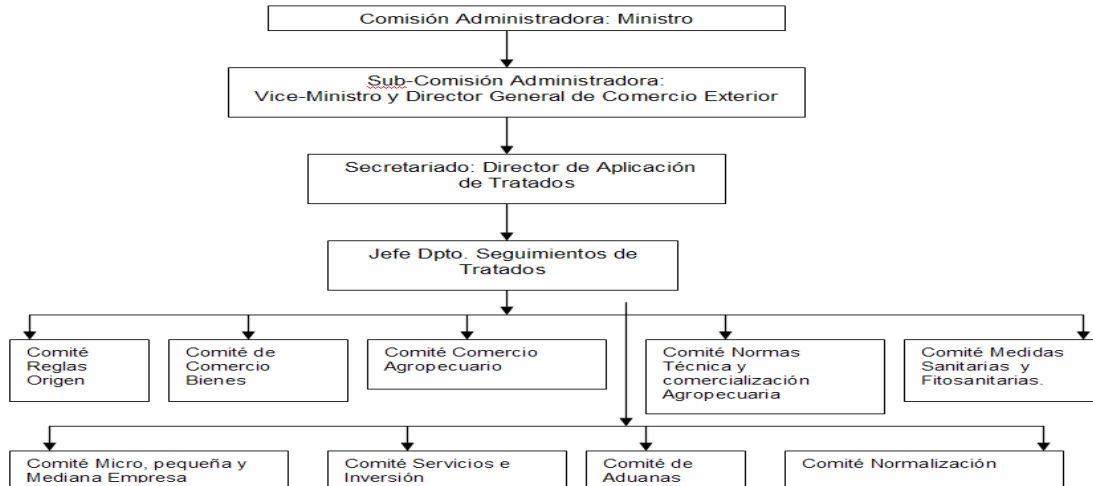 Comisión Administradora: Ministro
Sub-Comisión Administradora:
Vice-Ministro y Director General de Comercio Exterior
Secretariado: Director de Aplicación
de Tratados
Jefe Dpto. Seguimientos de
Tratados
Comité
Reglas
Origen
Comité de
Comercio
Bienes
Comité Comercio
Agropecuario
Comité Normas
Técnica y
comercialización
Agropecuaria
Comité Medidas
Sanitarias y
Fitosanitarias.
Comité Micro, pequeña y
Mediana Empresa
Comité Servicios e
Inversión
Comité de
Aduanas
Comité Normalización